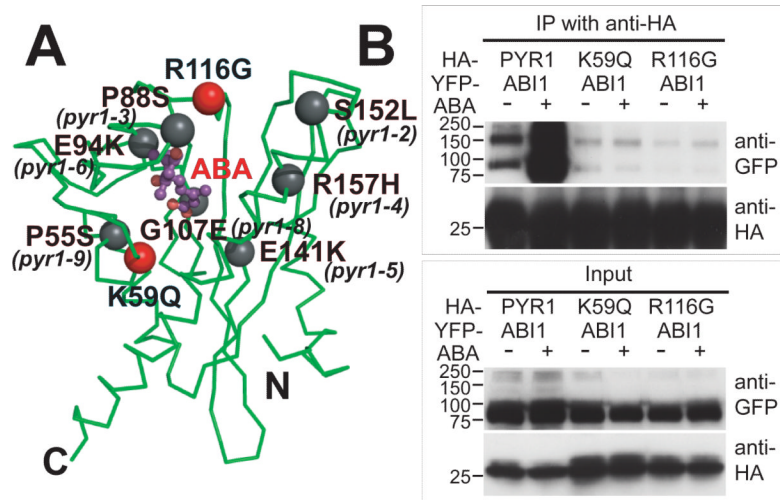 A
R116G
P88S
(pyr1-3)
E94K
(pyr1-6)
ABA
S152L
(pyr1-2)
R157H
(pyr1-4)
P55S
(pyr1-9)
G107E (pyr1-8)
E141K
(pyr1-5)
K59Q
N
C
B
IP with anti-HA
HA- PYR1 K59Q R116G
YFP- ABI1 ABI1 ABI1
ABA - + - + - +
250
150
100
75
anti-
GFP
25
anti-
HA
Input
HA- PYR1 K59Q R116G
YFP- ABI1 ABI1 ABI1
ABA - + - + - +
250
150
100
75
anti-
GFP
25
anti-
HA